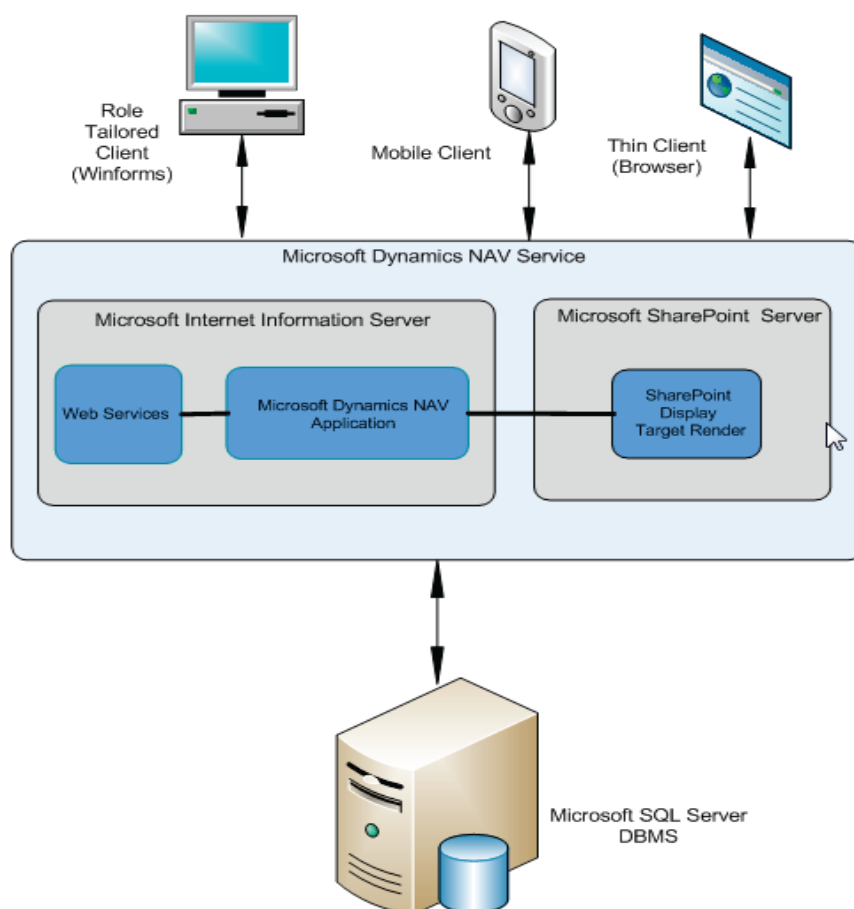 Role
Tailored
Client
(Winforms)
Mobile Client
Thin Client
(Browser)
Microsoft Dynamics NAV Service
Microsoft Internet Information Server
Microsoft SharePoint Server
Web Services
Microsoft Dynamics NAV
Application
SharePoint
Display
Target Render
Microsoft SQL Server
DBMS